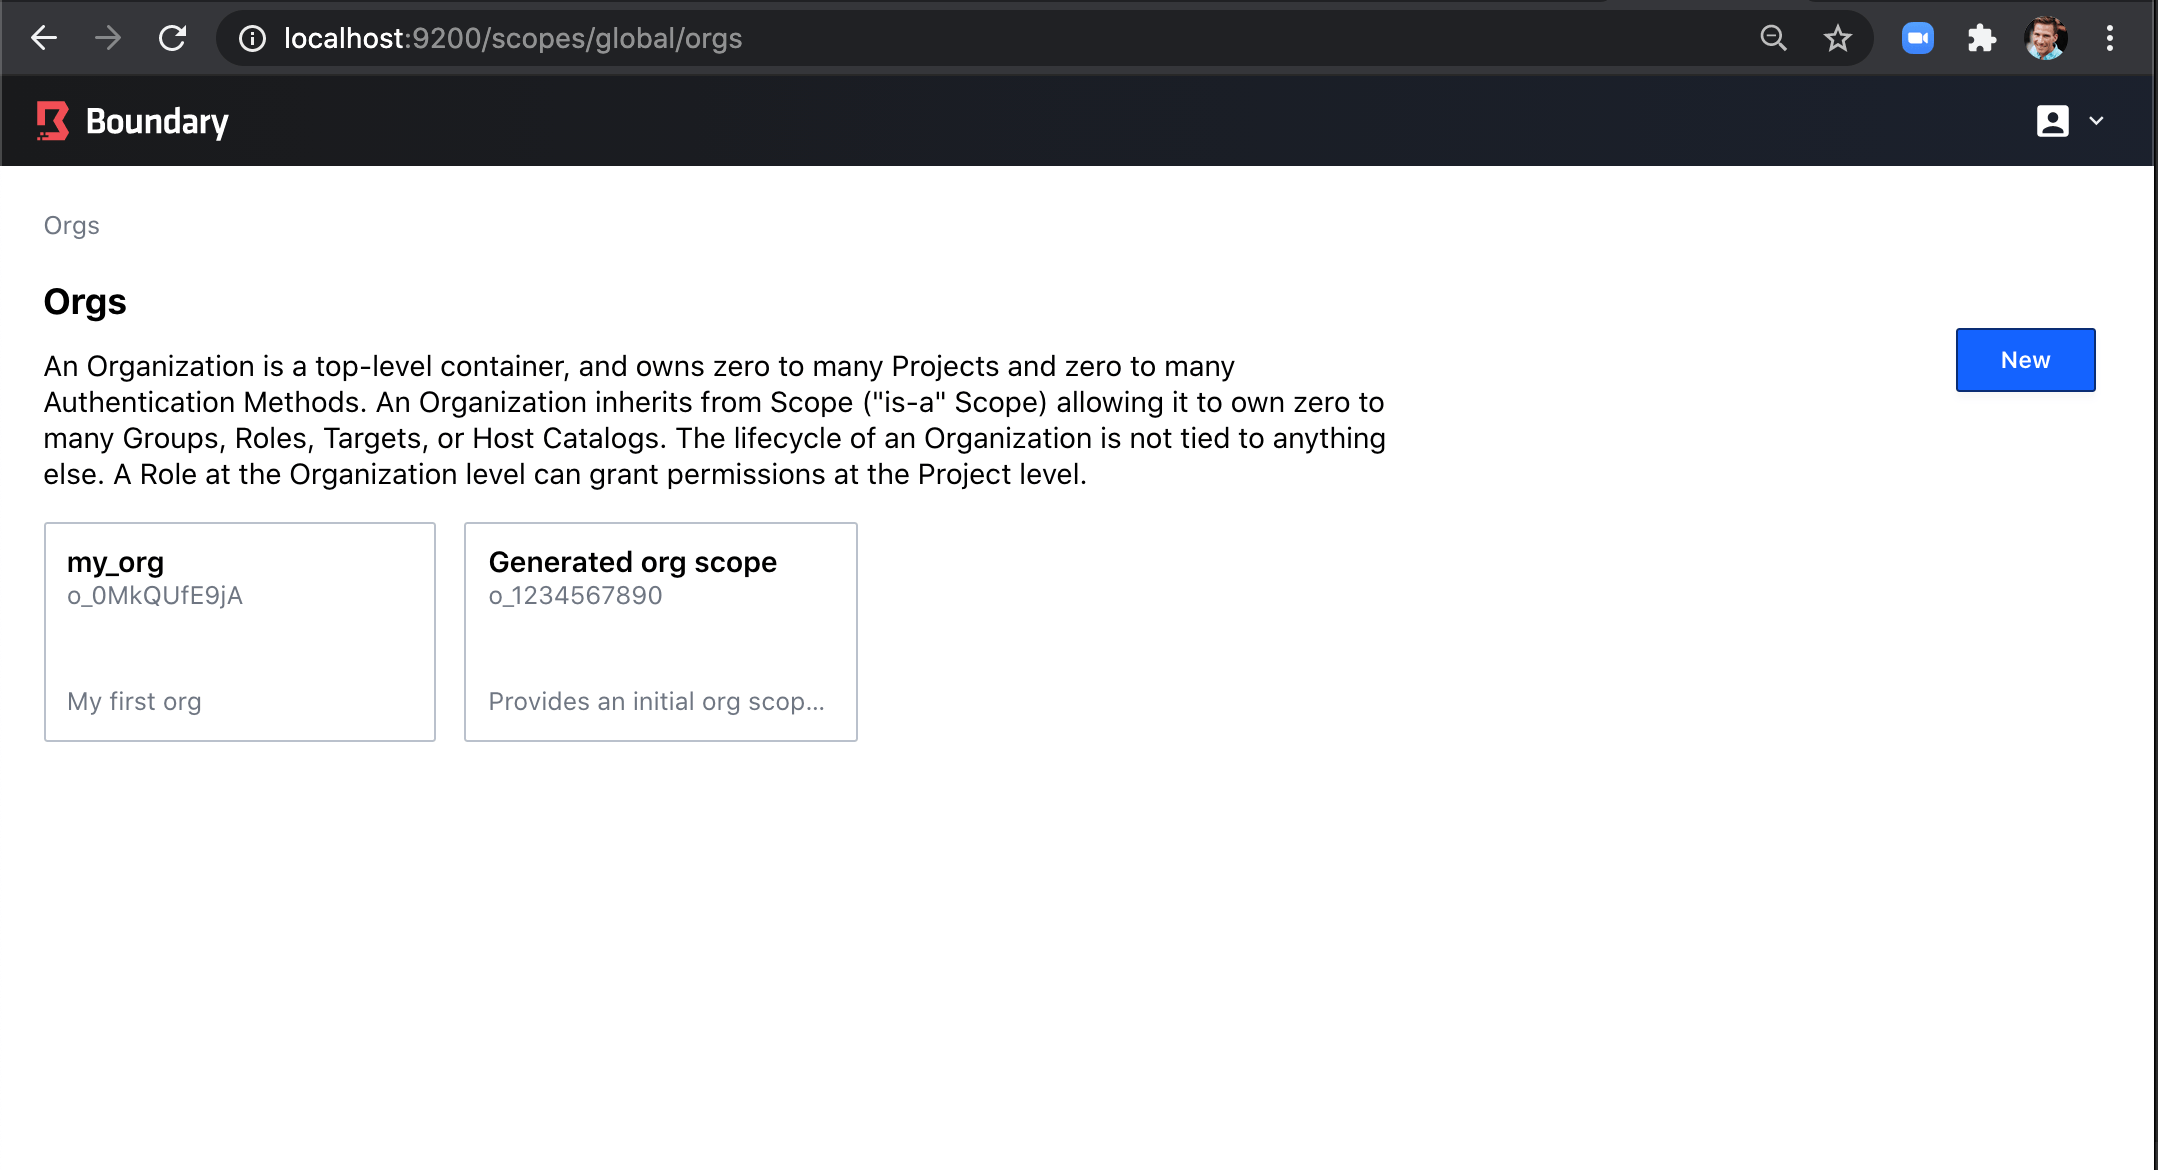 localhost:9200/scopes/global/orgs
Boundary
Orgs
Orgs
An Organization is a top-level container, and owns zero to many Projects and zero to many
Authentication Methods. An Organization inherits from Scope ("is-a" Scope) allowing it to own zero to
many Groups, Roles, Targets, or Host Catalogs. The lifecycle of an Organization is not tied to anything
else. A Role at the Organization level can grant permissions at the Project level.
New
my_org
o_0MkQUfE9jA
My first org
Generated org scope
o_1234567890
Provides an initial org scop...